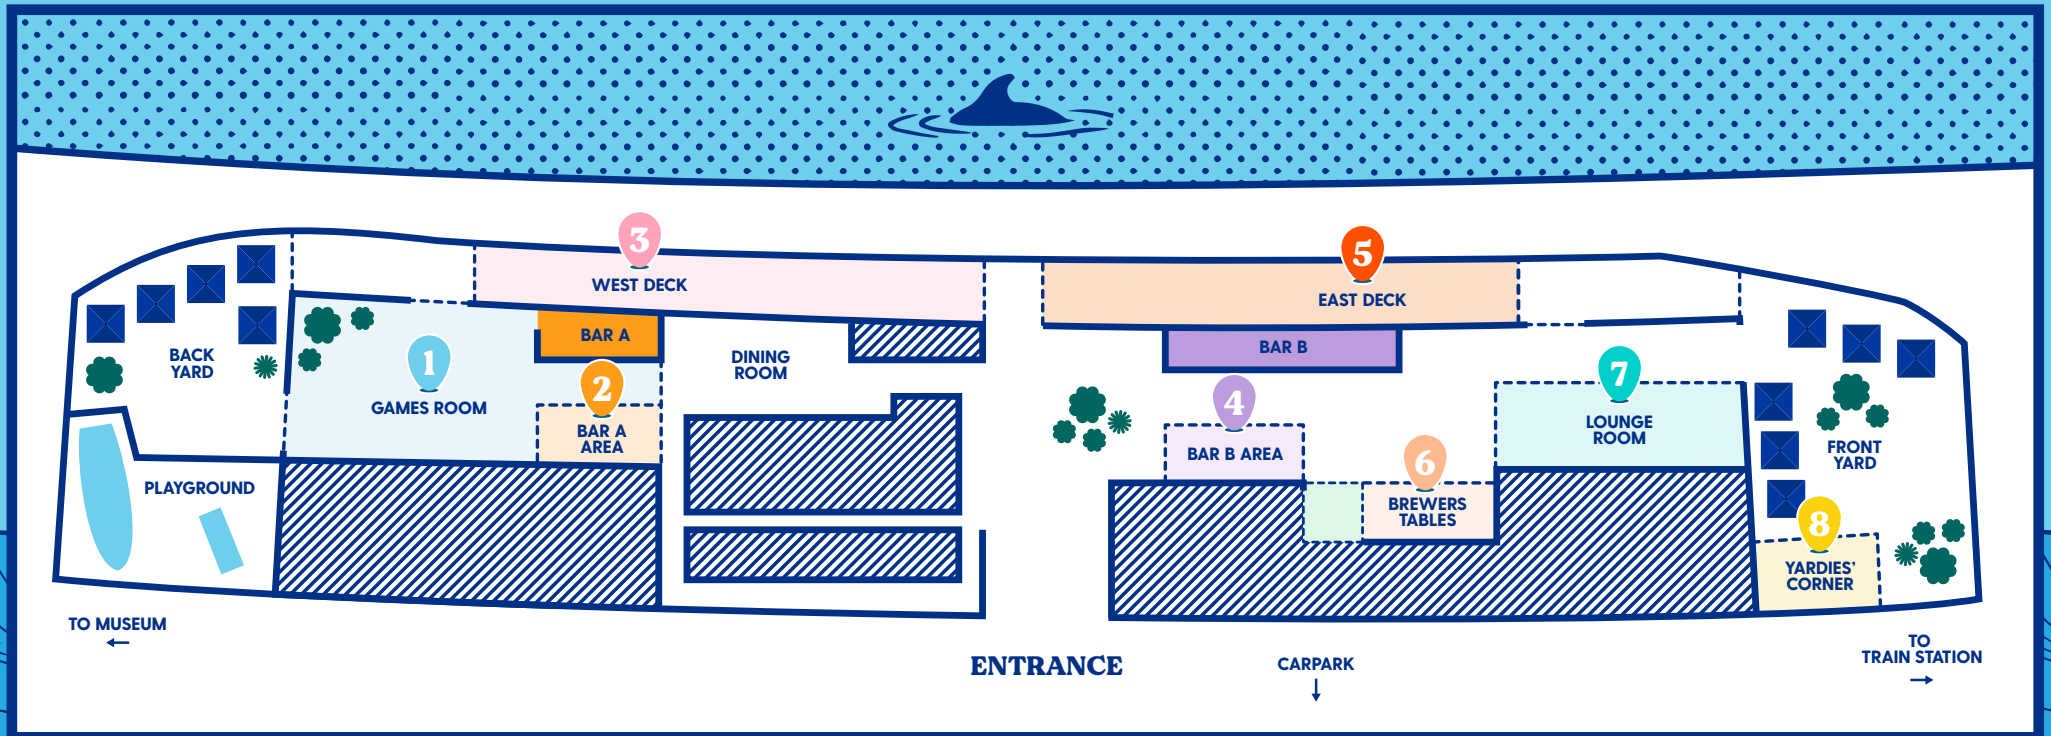 3
WEST DECK
5
EAST DECK
BAR A
BAR B
BACK
YARD
1
GAMES ROOM
2
BAR A
AREA
DINING
ROOM
4
BAR B AREA
6
BREWERS
TABLES
7
LOUNGE
ROOM
FRONT
YARD
8
YARDIES’
CORNER
PLAYGROUND
TO MUSEUM
←
ENTRANCE
CARPARK
↓
TO
TRAIN STATION
→